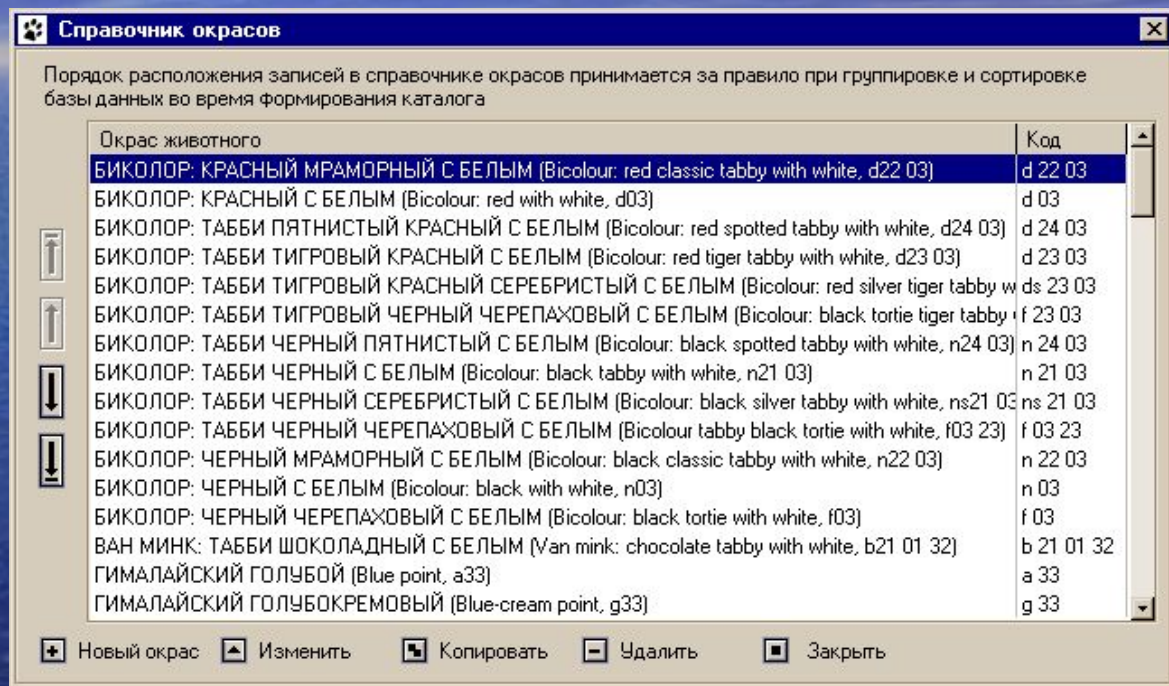 Справочник окрасов
Порядок расположения записей в справочнике окрасов принимается за правило при группировке и сортировке
базы данных во время формирования каталога
Окрас животного Код
БИКОЛОР: КРАСНЫЙ МРАМОРНЫЙ С БЕЛЫМ (Bicolour: red classic tabby with white, d22 03) d 22 03
БИКОЛОР: КРАСНЫЙ С БЕЛЫМ (Bicolour: red with white, d03) d 03
БИКОЛОР: ТАББИ ПЯТНИСТЫЙ КРАСНЫЙ С БЕЛЫМ (Bicolour: red spotted tabby with white, d24 03) d 24 03
БИКОЛОР: ТАББИ ТИГРОВЫЙ КРАСНЫЙ С БЕЛЫМ (Bicolour: red tiger tabby with white, d23 03) d 23 03
БИКОЛОР: ТАББИ ТИГРОВЫЙ КРАСНЫЙ СЕРЕБРИСТЫЙ С БЕЛЫМ (Bicolour: red silver tiger tabby w ds 23 03
БИКОЛОР: ТАББИ ТИГРОВЫЙ ЧЕРНЫЙ ЧЕРЕПАХОВЫЙ С БЕЛЫМ (Bicolour: black tortie tiger tabby f 23 03
БИКОЛОР: ТАББИ ЧЕРНЫЙ ПЯТНИСТЫЙ С БЕЛЫМ (Bicolour: black spotted tabby with white, n24 03) n 24 03
БИКОЛОР: ТАББИ ЧЕРНЫЙ С БЕЛЫМ (Bicolour: black tabby with white, n21 03) n 21 03
БИКОЛОР: ТАББИ ЧЕРНЫЙ СЕРЕБРИСТЫЙ С БЕЛЫМ (Bicolour: black silver tabby with white, ns21 03 ns 21 03
БИКОЛОР: ТАББИ ЧЕРНЫЙ ЧЕРЕПАХОВЫЙ С БЕЛЫМ (Bicolour tabby black tortie with white, f03 23) f 03 23
БИКОЛОР: ЧЕРНЫЙ МРАМОРНЫЙ С БЕЛЫМ (Bicolour: black classic tabby with white, n22 03) n 22 03
БИКОЛОР: ЧЕРНЫЙ С БЕЛЫМ (Bicolour: black with white, n03) n 03
БИКОЛОР: ЧЕРНЫЙ ЧЕРЕПАХОВЫЙ С БЕЛЫМ (Bicolour: black tortie with white, f03) f 03
ВАН МИНК: ТАББИ ШОКОЛАДНЫЙ С БЕЛЫМ (Van mink: chocolate tabby with white, b21 01 32) b 21 01 32
ГИМАЛАЙСКИЙ ГОЛУБОЙ (Blue point, a33) a 33
ГИМАЛАЙСКИЙ ГОЛУБОКРЕМОВЫЙ (Blue-cream point, g33) g 33
Новый окрас Изменить Копировать Удалить Закрыть